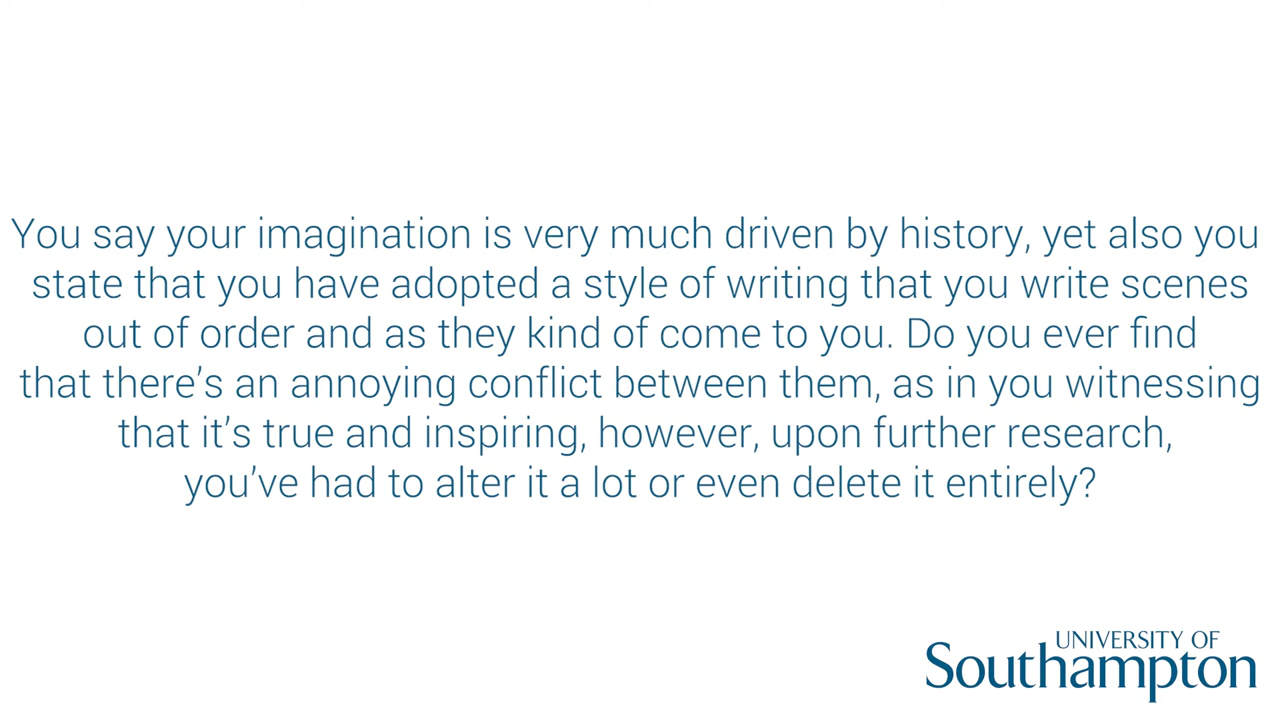 You say your imagination is very much driven by history, yet also you
state that you have adopted a style of writing that you write scenes
out of order and as they kind of come to you. Do you ever find
that there’s an annoying conflict between them, as in you witnessing
that it’s true and inspiring, however, upon further research,
you’ve had to alter it a lot or even delete it entirely?
UNIVERSITY OF
Southampton